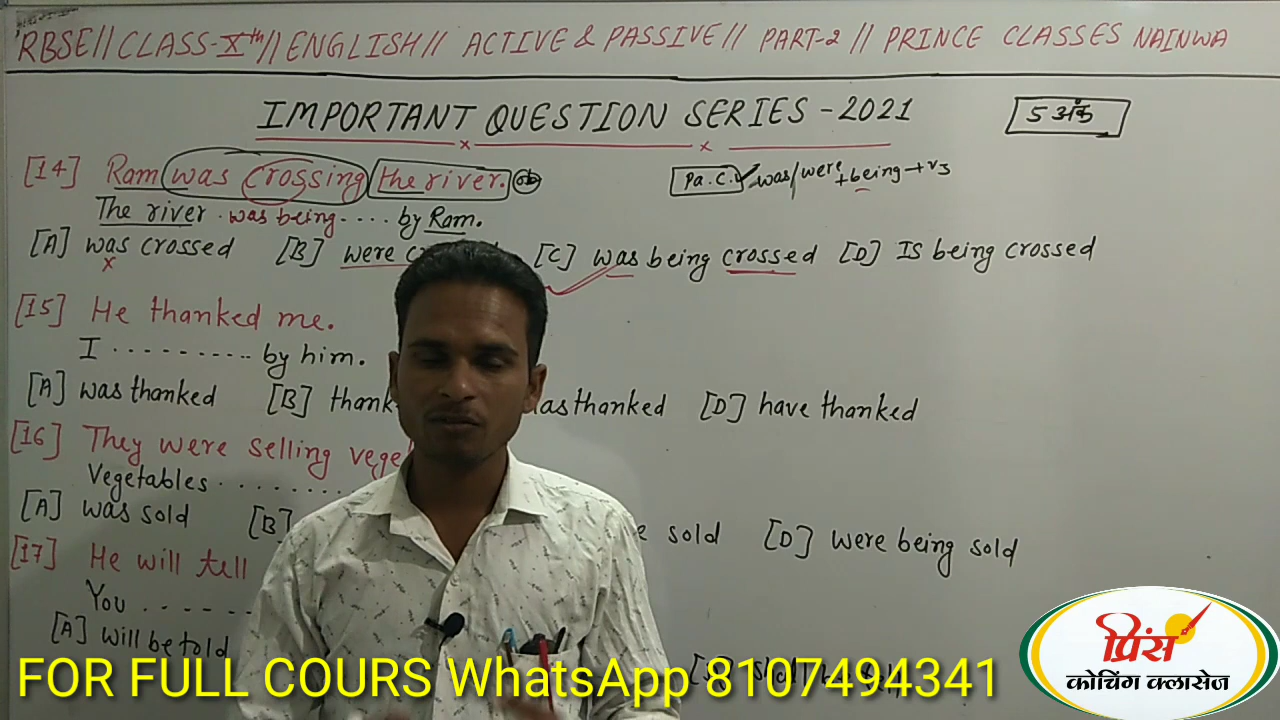 RBSE// CLASS-Xth// ENGLISH// ACTIVE & PASSIVE// PART-2 // PRINCE CLASSES NAINWA
IMPORTANT QUESTION SERIES - 2021
5 अंक
[14] Ram was crossing the river. ob
Pa. C. was/were + being + V3
The river was being .... by Ram.
[A] was crossed [B] were [C] was being crossed [D] Is being crossed
[15] He thanked me.
I .......... by him.
[A] was thanked [B] has thanked [D] have thanked
[16] They were selling
Vegetables ........
[A] was sold [B] sold [D] were being sold
[17] He will tell
You ......
[A] will be told
FOR FULL COURS WhatsApp 8107494341
प्रिंस
कोचिंग क्लासेज